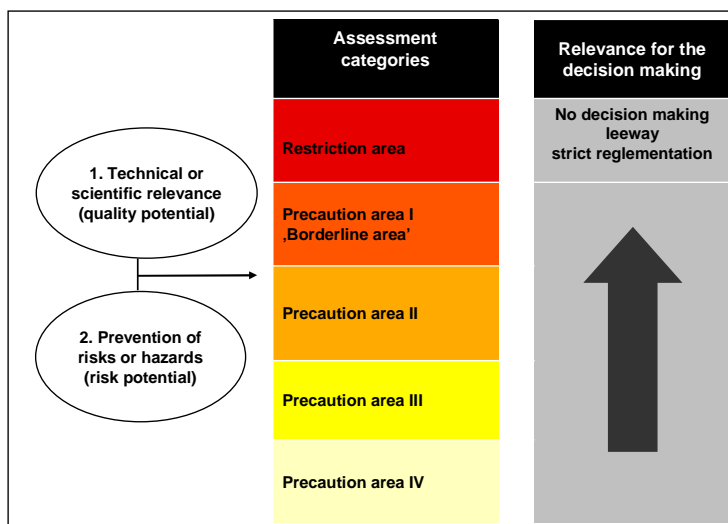 Assessment
categories
Relevance for the
decision making
1. Technical or
scientific relevance
(quality potential)
2. Prevention of
risks or hazards
(risk potential)
Restriction area
Precaution area I
‚Borderline area’
Precaution area II
Precaution area III
Precaution area IV
No decision making
leeway
strict reglementation